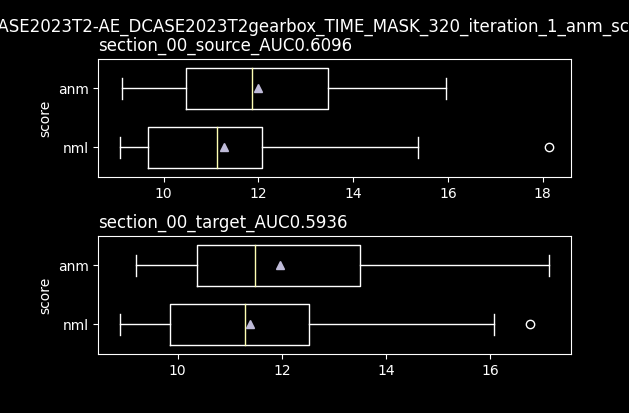 ASE2023T2-AE_DCASE2023T2gearbox_TIME_MASK_320_iteration_1_anm_sc
section_00_source_AUC0.6096
anm
nml
score
10 12 14 16 18
section_00_target_AUC0.5936
anm
nml
score
10 12 14 16